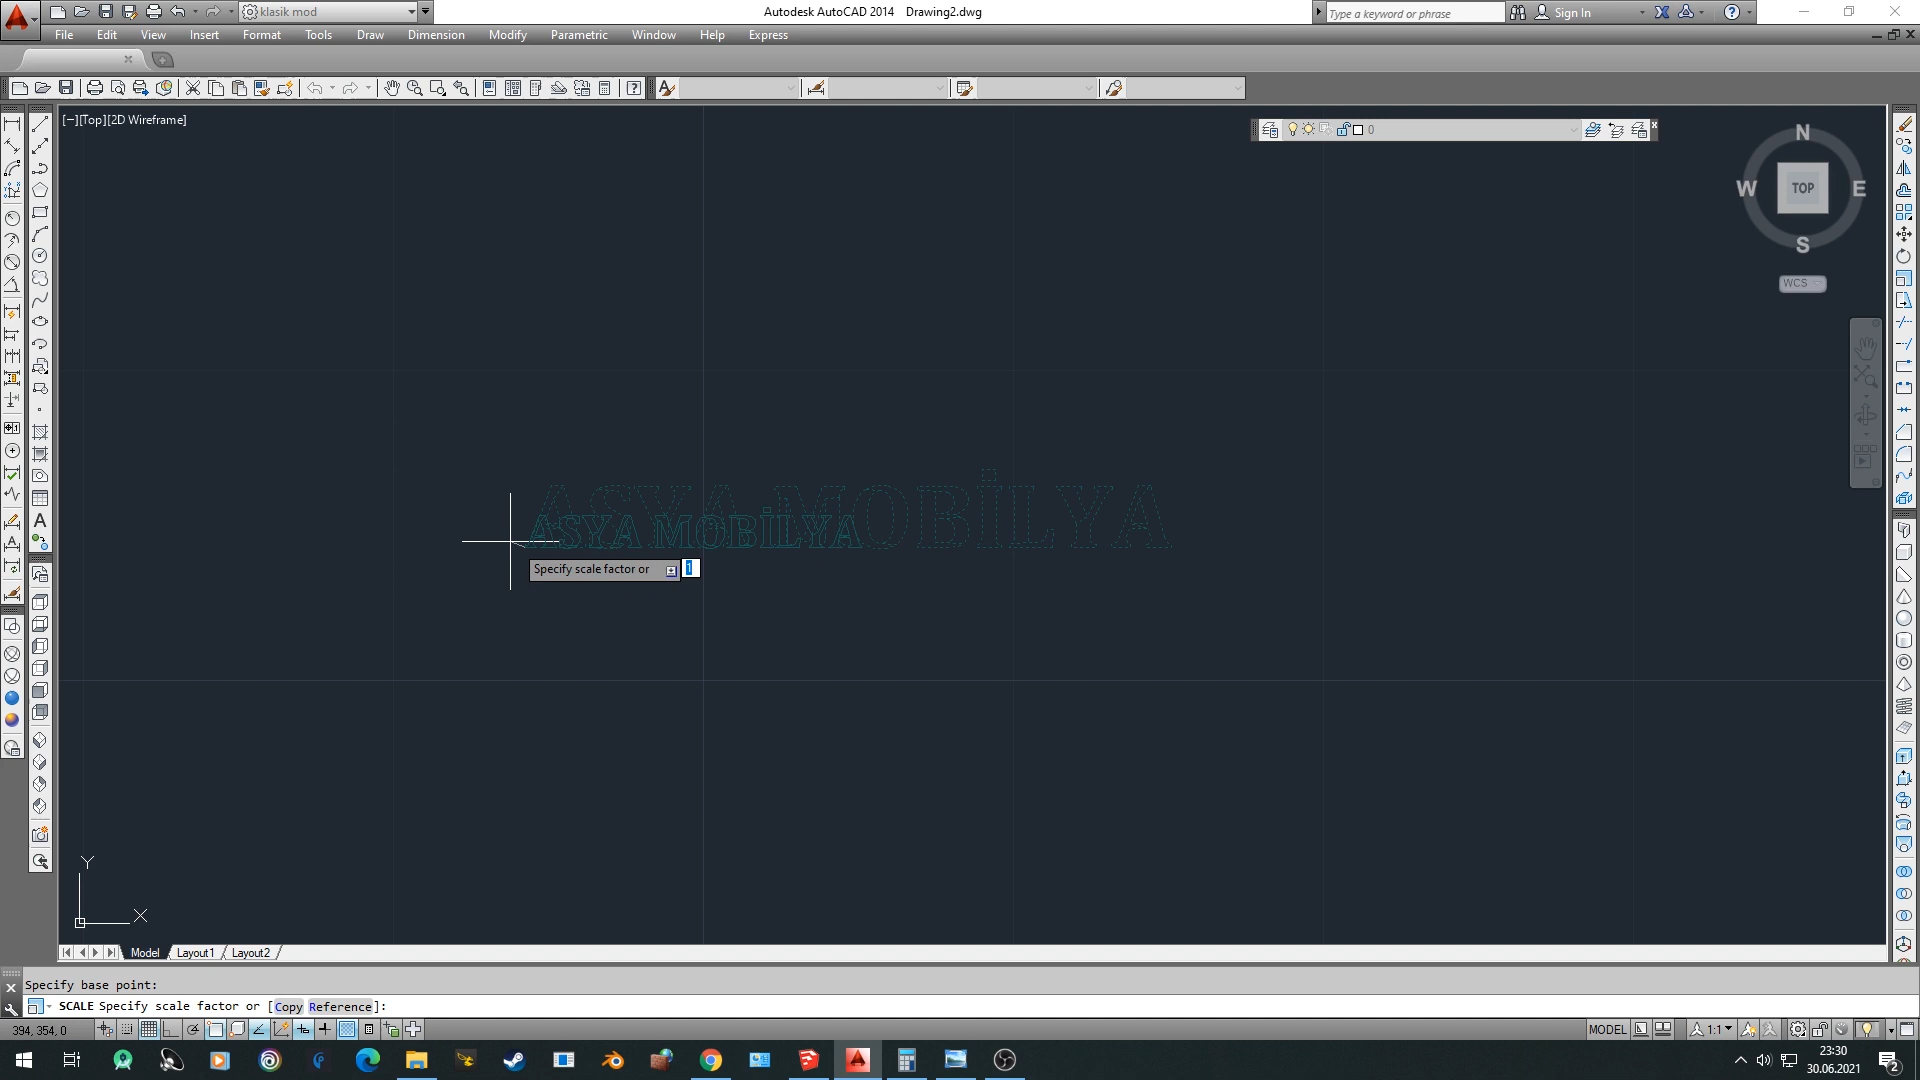 klasik mod
Autodesk AutoCAD 2014 Drawing2.dwg
Type a keyword or phrase
Sign In
File Edit View Insert Format Tools Draw Dimension Modify Parametric Window Help Express
[−][Top][2D Wireframe]
0
N
W TOP E
S
WCS
ASYA MOBİLYA
ASYA MOBİLYA
Specify scale factor or 1
Y
X
Model Layout1 Layout2
Specify base point:
SCALE Specify scale factor or [Copy Reference]:
394, 354, 0
MODEL
1:1
23:30
30.06.2021
2